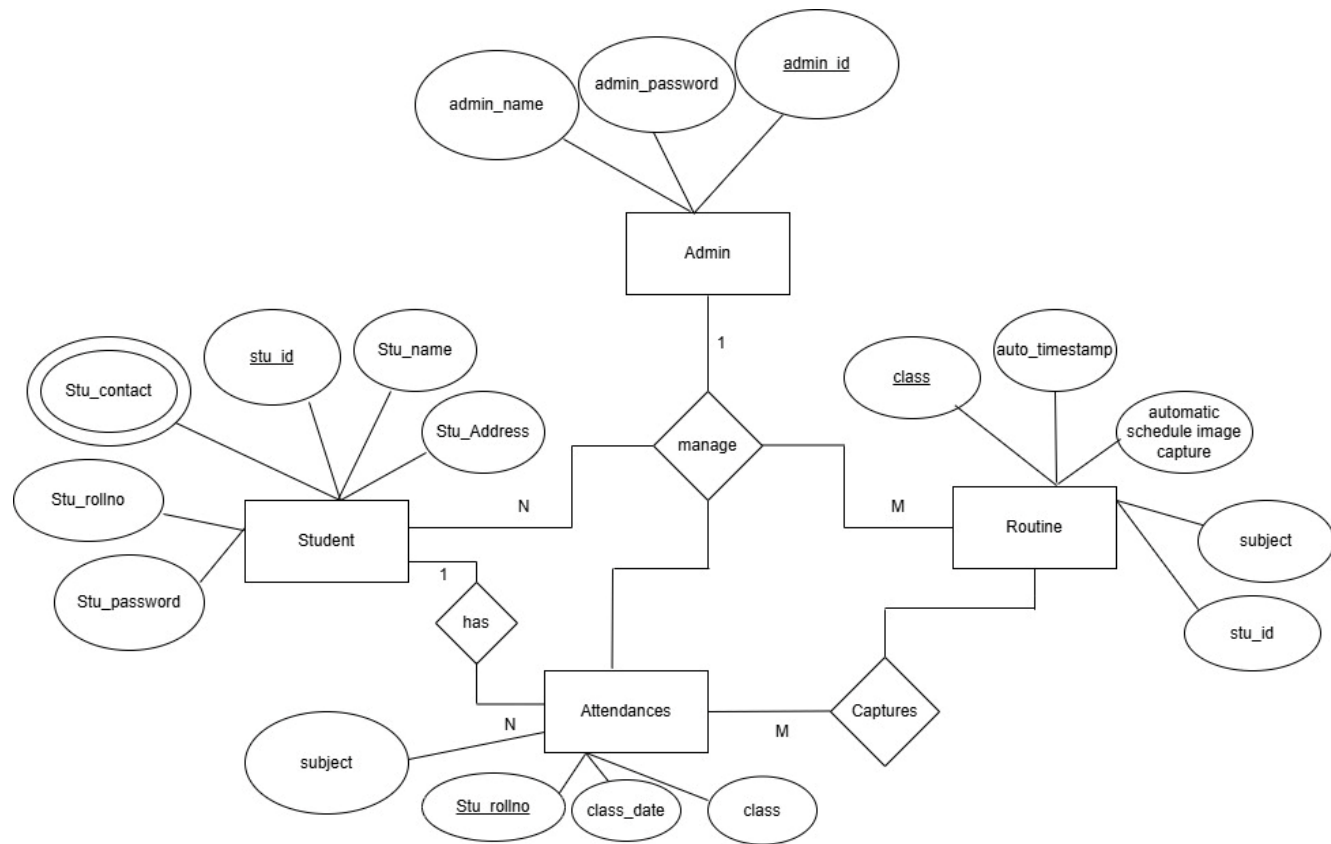 admin_name
admin_password
admin_id
Admin
1
Stu_contact
stu_id
Stu_name
Stu_Address
Stu_rollno
Stu_password
Student
N
manage
M
class
auto_timestamp
automatic
schedule image
capture
Routine
subject
stu_id
1
has
N
Attendances
M
Captures
subject
Stu_rollno
class_date
class